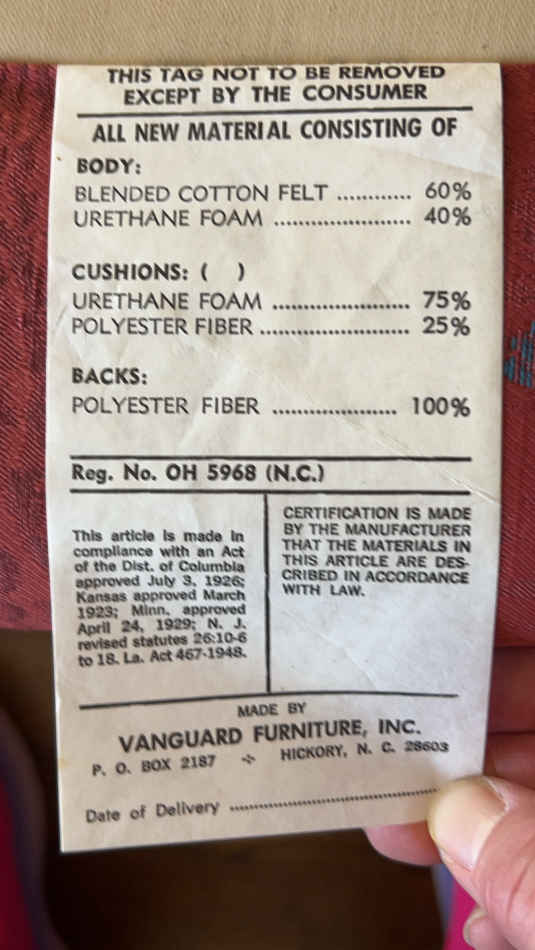 THIS TAG NOT TO BE REMOVED
EXCEPT BY THE CONSUMER
ALL NEW MATERIAL CONSISTING OF
BODY:
BLENDED COTTON FELT ............ 60%
URETHANE FOAM ....................... 40%
CUSHIONS: (   )
URETHANE FOAM ....................... 75%
POLYESTER FIBER ......................... 25%
BACKS:
POLYESTER FIBER ..................... 100%
Reg. No. OH 5968 (N.C.)
This article is made in
compliance with an Act
of the Dist. of Columbia
approved July 3, 1926;
Kansas approved March
1923; Minn. approved
April 24, 1929; N. J.
revised statutes 26:10-6
to 18. La. Act 467-1948.
CERTIFICATION IS MADE
BY THE MANUFACTURER
THAT THE MATERIALS IN
THIS ARTICLE ARE DES-
CRIBED IN ACCORDANCE
WITH LAW.
MADE BY
VANGUARD FURNITURE, INC.
P. O. BOX 2187 ÷ HICKORY, N. C. 28603
Date of Delivery ........................................